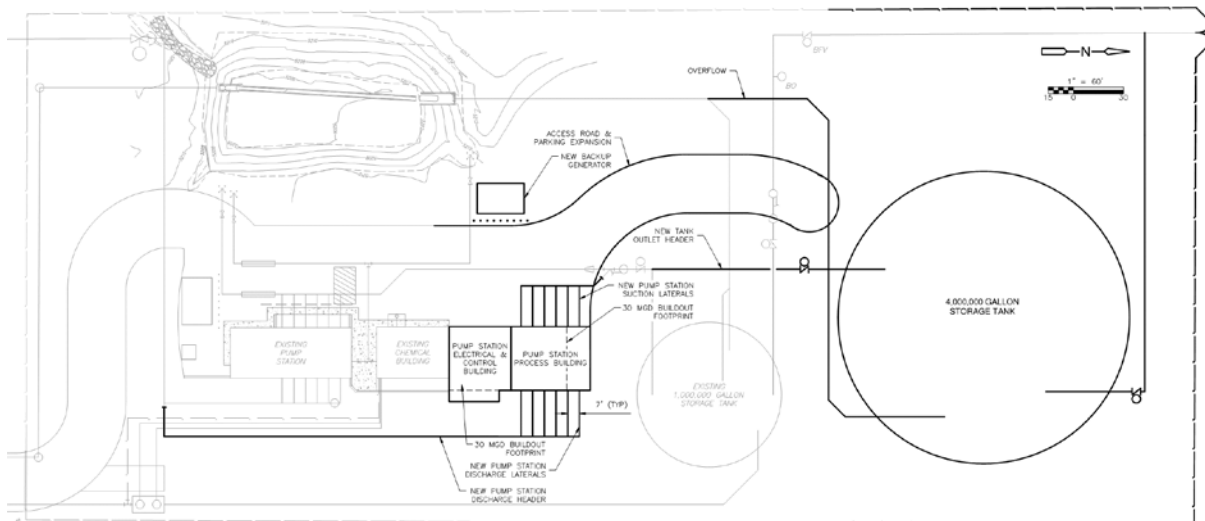 BFV
N
1" = 60'
15 0 30
OVERFLOW
BO
ACCESS ROAD &
PARKING EXPANSION
NEW BACKUP
GENERATOR
NEW TANK
OUTLET HEADER
NEW PUMP STATION
SUCTION LATERALS
30 MGD BUILDOUT
FOOTPRINT
4,000,000 GALLON
STORAGE TANK
EXISTING
PUMP
STATION
EXISTING
CHEMICAL
BUILDING
PUMP STATION
ELECTRICAL &
CONTROL
BUILDING
PUMP STATION
PROCESS BUILDING
EXISTING
1,000,000 GALLON
STORAGE TANK
7' (TYP)
30 MGD BUILDOUT
FOOTPRINT
NEW PUMP STATION
DISCHARGE LATERALS
NEW PUMP STATION
DISCHARGE HEADER